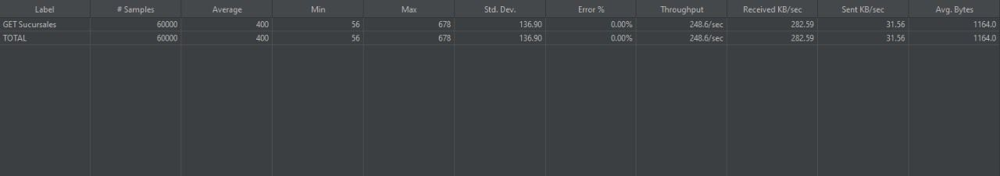 Label # Samples Average Min Max Std. Dev. Error % Throughput Received KB/sec Sent KB/sec Avg. Bytes
GET Sucursales 60000 400 56 678 136.90 0.00% 248.6/sec 282.59 31.56 1164.0
TOTAL 60000 400 56 678 136.90 0.00% 248.6/sec 282.59 31.56 1164.0